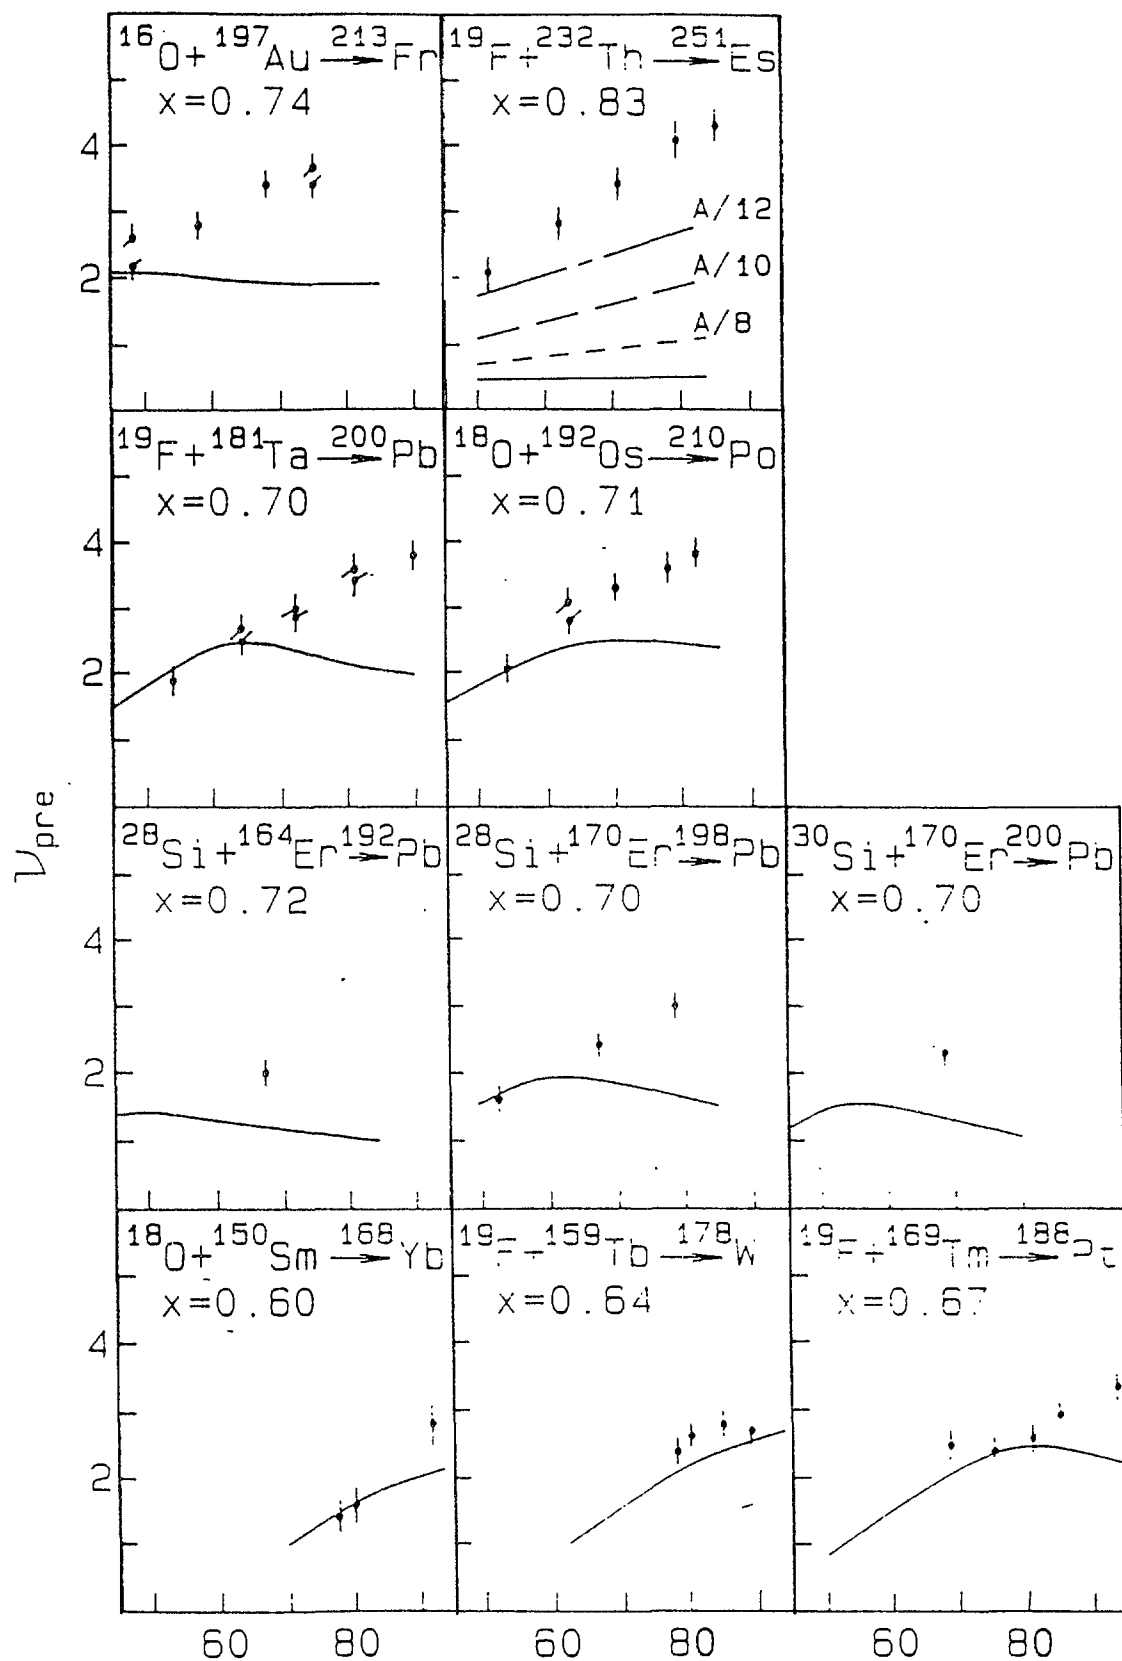 ¹⁶O+¹⁹⁷Au→²¹³Fr
x=0.74
¹⁹F+²³²Th→²⁵¹Es
x=0.83
4
2
A/12
A/10
A/8
¹⁹F+¹⁸¹Ta→²⁰⁰Pb
x=0.70
¹⁸O+¹⁹²Os→²¹⁰Po
x=0.71
4
2
ν_pre
²⁸Si+¹⁶⁴Er→¹⁹²Pb
x=0.72
²⁸Si+¹⁷⁰Er→¹⁹⁸Pb
x=0.70
³⁰Si+¹⁷⁰Er→²⁰⁰Pb
x=0.70
4
2
¹⁸O+¹⁵⁰Sm→¹⁶⁸Yb
x=0.60
¹⁹F+¹⁵⁹Tb→¹⁷⁸W
x=0.64
¹⁹F+¹⁶⁹Tm→¹⁸⁸Pt
x=0.67
4
2
60 80 60 80 60 80